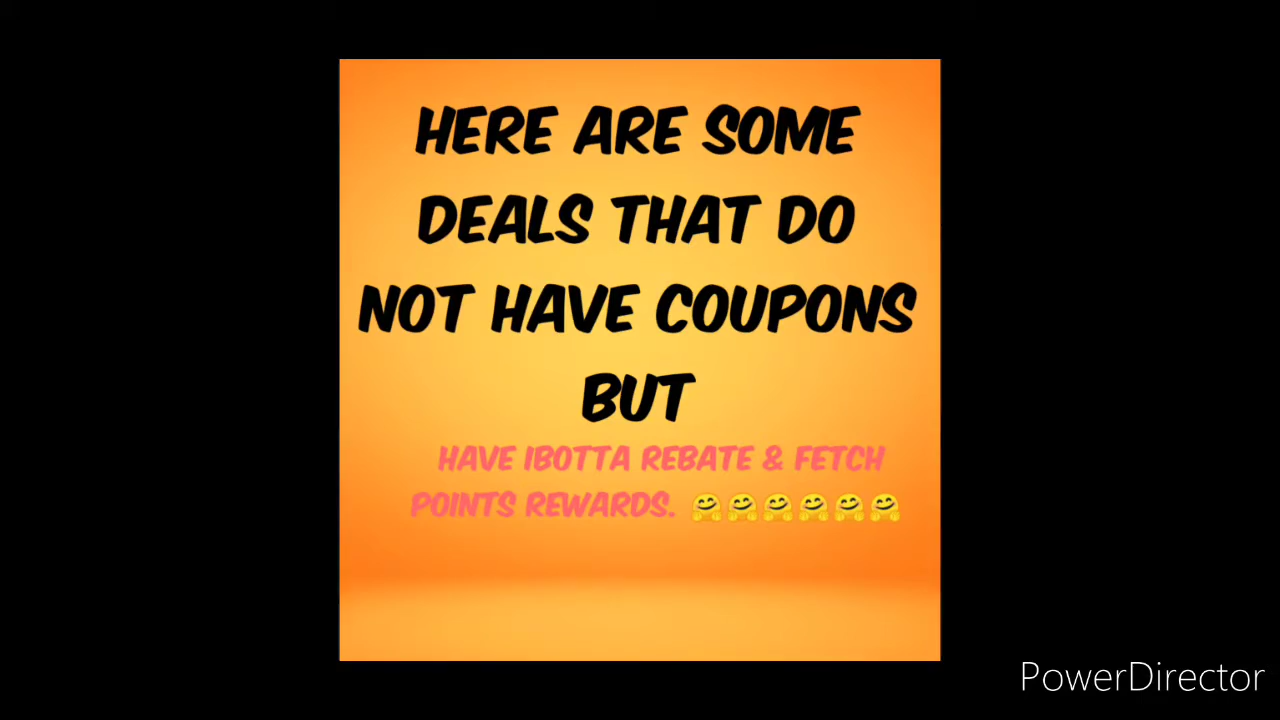 HERE ARE SOME
DEALS THAT DO
NOT HAVE COUPONS
BUT
HAVE IBOTTA REBATE & FETCH
POINTS REWARDS. 🤗🤗🤗🤗🤗🤗
PowerDirector